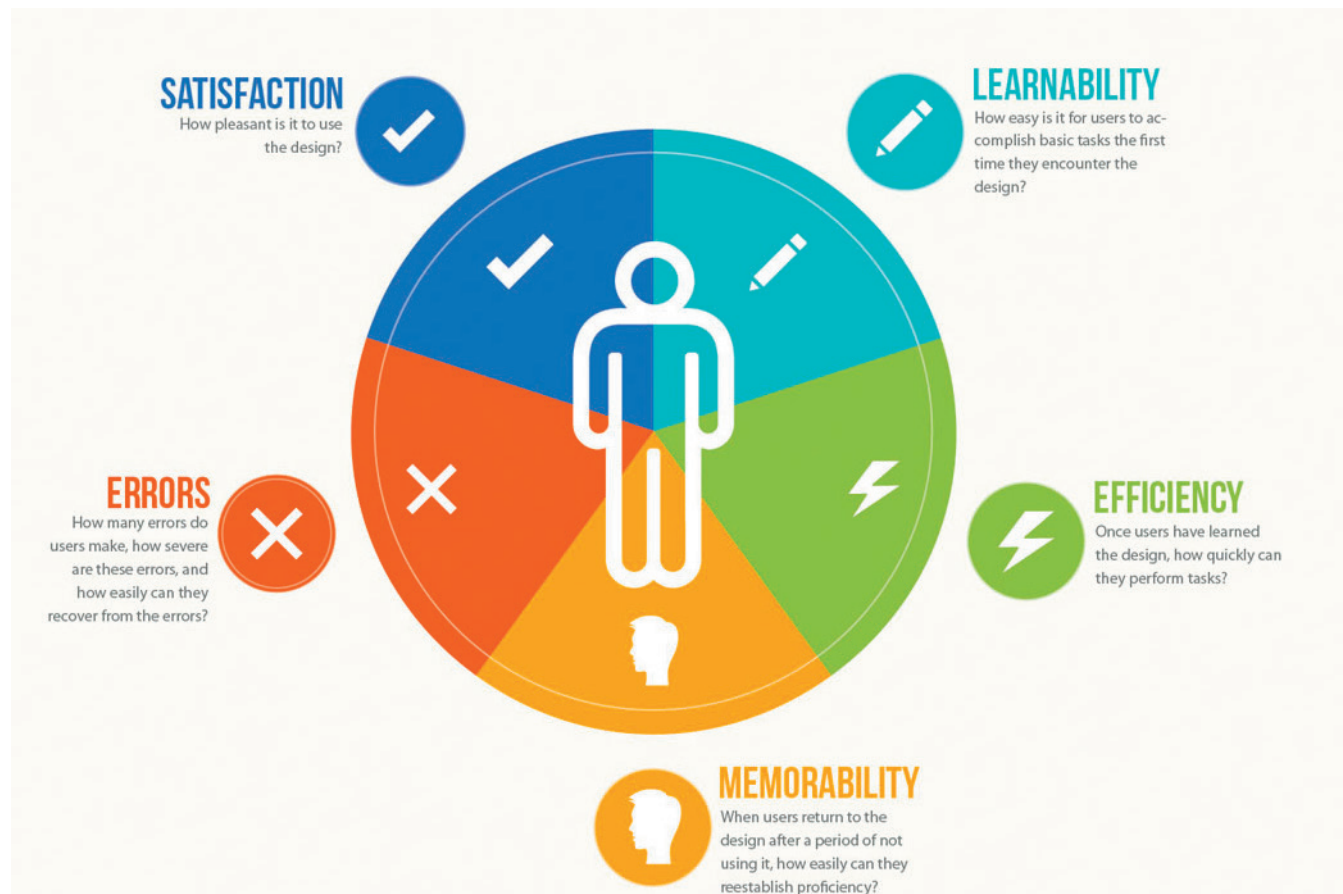 SATISFACTION
How pleasant is it to use
the design?
LEARNABILITY
How easy is it for users to ac-
complish basic tasks the first
time they encounter the
design?
ERRORS
How many errors do
users make, how severe
are these errors, and
how easily can they
recover from the errors?
EFFICIENCY
Once users have learned
the design, how quickly can
they perform tasks?
MEMORABILITY
When users return to the
design after a period of not
using it, how easily can they
reestablish proficiency?